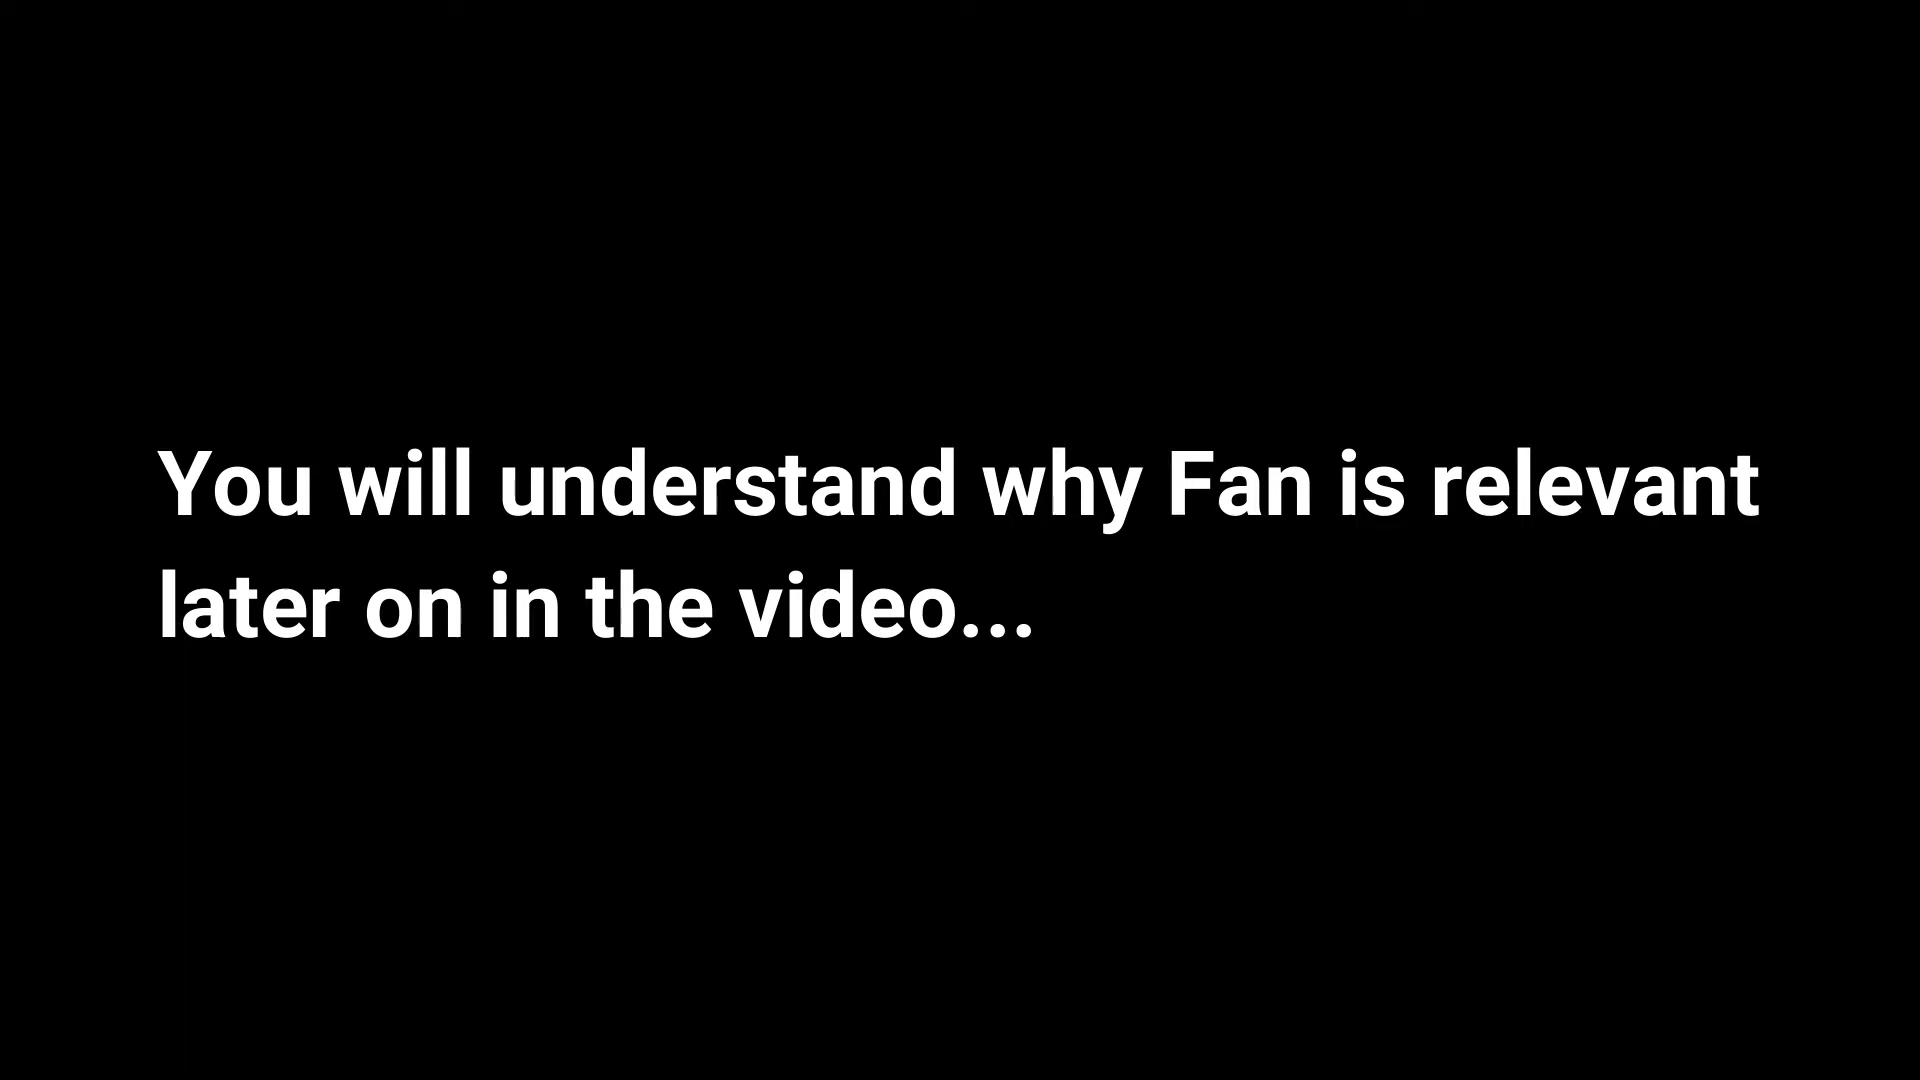 You will understand why Fan is relevant
later on in the video...